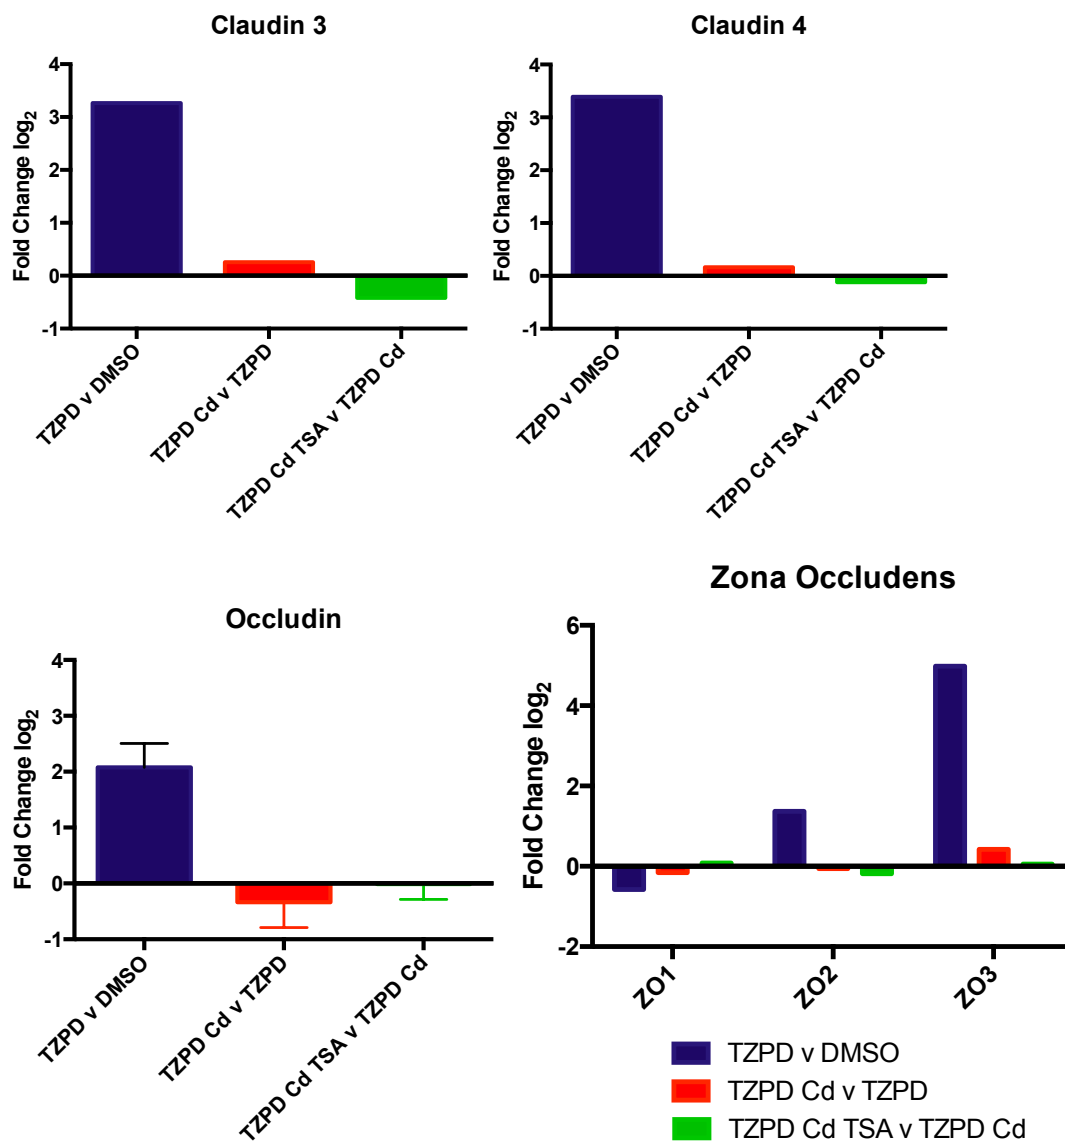 Claudin 3
Fold Change log2
4
3
2
1
0
-1
TZPD v DMSO
TZPD Cd v TZPD
TZPD Cd TSA v TZPD Cd
Claudin 4
Fold Change log2
4
3
2
1
0
-1
TZPD v DMSO
TZPD Cd v TZPD
TZPD Cd TSA v TZPD Cd
Occludin
Fold Change log2
4
3
2
1
0
-1
TZPD v DMSO
TZPD Cd v TZPD
TZPD Cd TSA v TZPD Cd
Zona Occludens
Fold Change log2
6
4
2
0
-2
ZO1
ZO2
ZO3
TZPD v DMSO
TZPD Cd v TZPD
TZPD Cd TSA v TZPD Cd